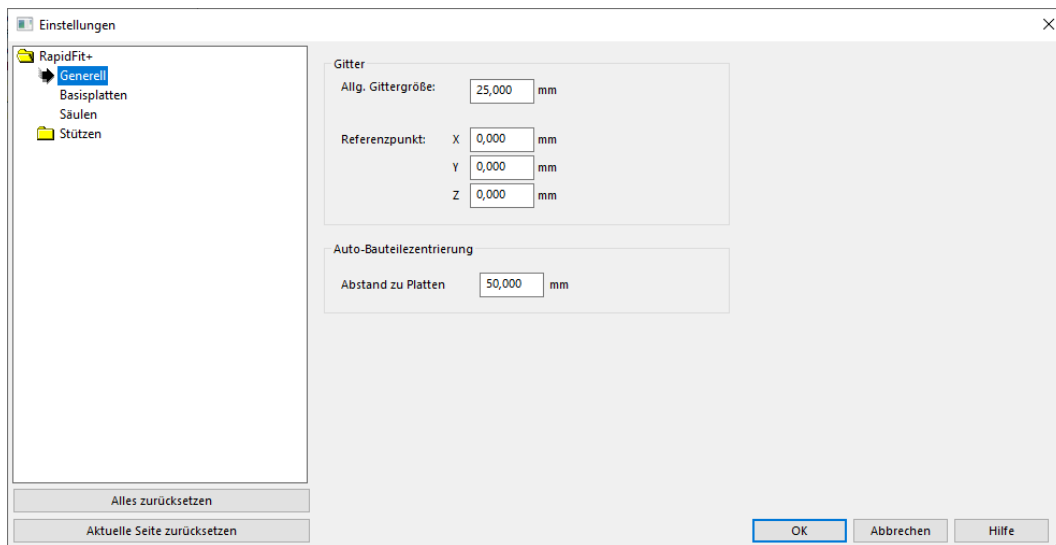 Einstellungen
RapidFit+
Generell
Basisplatten
Säulen
Stützen
Gitter
Allg. Gittergröße: 25,000 mm
Referenzpunkt: X 0,000 mm
Y 0,000 mm
Z 0,000 mm
Auto-Bauteilezentrierung
Abstand zu Platten 50,000 mm
Alles zurücksetzen
Aktuelle Seite zurücksetzen
OK Abbrechen Hilfe